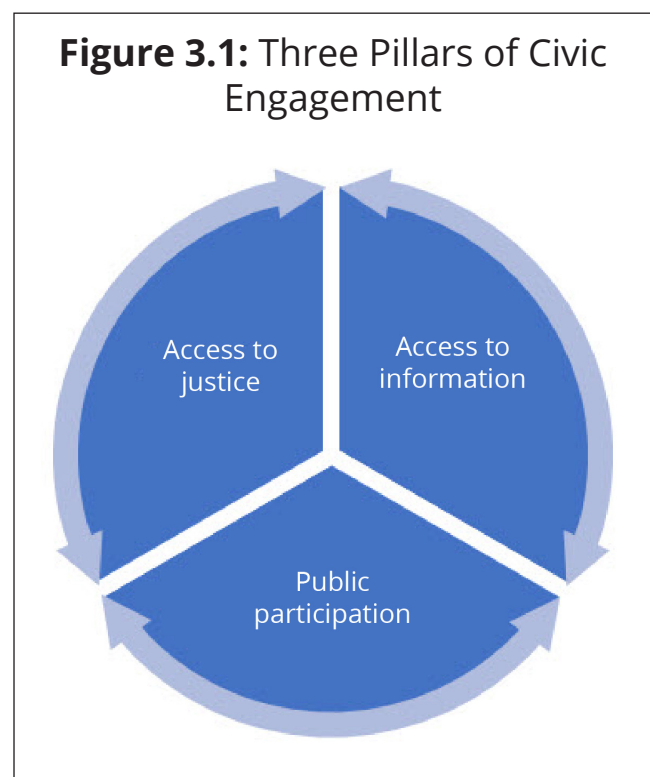 Figure 3.1: Three Pillars of Civic
Engagement
Access to
justice
Access to
information
Public
participation